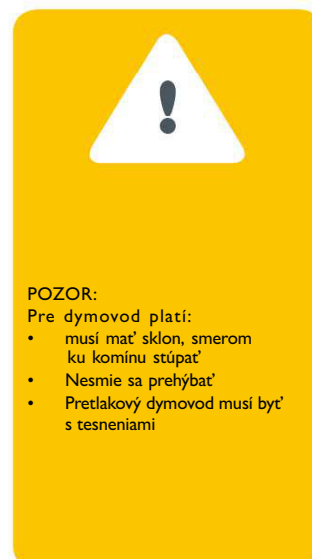 POZOR:
Pre dymovod platí:
• musí mať sklon, smerom
ku komínu stúpať
• Nesmie sa prehýbať
• Pretlakový dymovod musí byť
s tesneniami